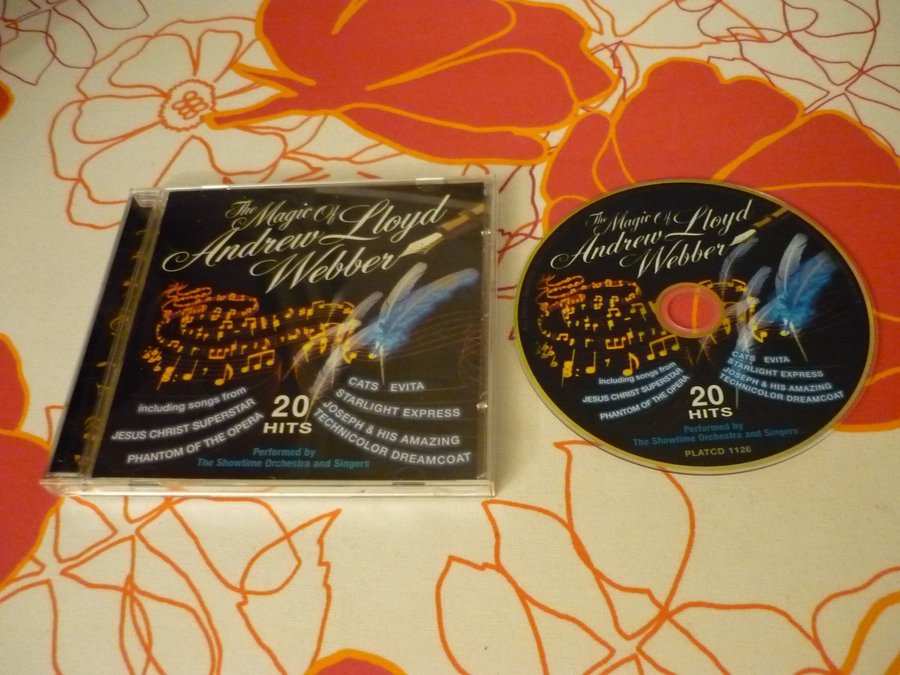 The Magic Of
Andrew Lloyd
Webber
including songs from
JESUS CHRIST SUPERSTAR
PHANTOM OF THE OPERA
20
HITS
CATS EVITA
STARLIGHT EXPRESS
JOSEPH & HIS AMAZING
TECHNICOLOR DREAMCOAT
Performed by
The Showtime Orchestra and Singers
The Magic Of
Andrew Lloyd
Webber
including songs from
JESUS CHRIST SUPERSTAR
PHANTOM OF THE OPERA
20
HITS
CATS EVITA
STARLIGHT EXPRESS
JOSEPH & HIS AMAZING
TECHNICOLOR DREAMCOAT
Performed by
The Showtime Orchestra and Singers
PLATCD 1126